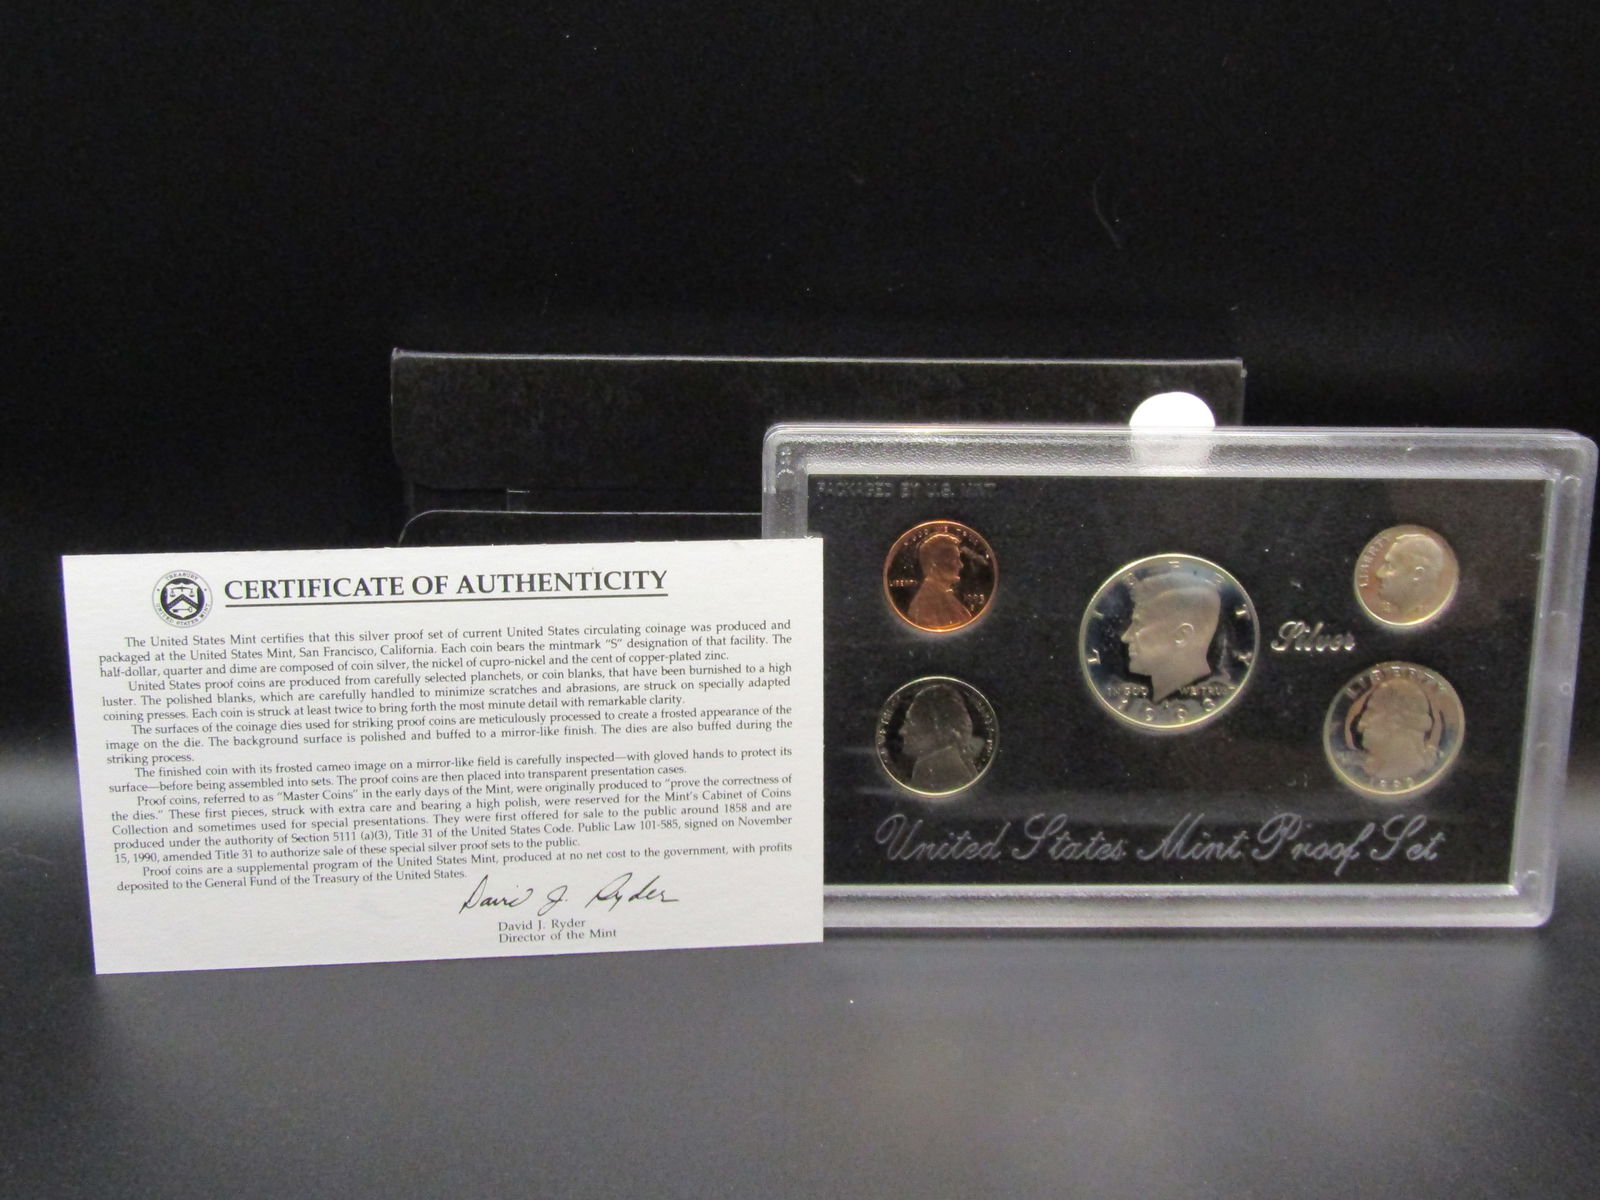 CERTIFICATE OF AUTHENTICITY
The United States Mint certifies that this silver proof set of current United States circulating coinage was produced and
packaged at the United States Mint, San Francisco, California. Each coin bears the mintmark “S” designation of that facility. The
half-dollar, quarter and dime are composed of coin silver, the nickel of cupro-nickel and the cent of copper-plated zinc.
United States proof coins are produced from carefully selected planchets, or coin blanks, that have been burnished to a high
luster. The polished blanks, which are carefully handled to minimize scratches and abrasions, are struck on specially adapted
coining presses. Each coin is struck at least twice to bring forth the most minute detail with remarkable clarity.
The surfaces of the coinage dies used for striking proof coins are meticulously processed to create a frosted appearance of the
image on the die. The background surface is polished and buffed to a mirror-like finish. The dies are also buffed during the
striking process.
The finished coin with its frosted cameo image on a mirror-like field is carefully inspected—with gloved hands to protect its
surface—before being assembled into sets. The proof coins are then placed into transparent presentation cases.
Proof coins, referred to as “Master Coins” in the early days of the Mint, were originally produced to “prove the correctness of
the dies.” These first pieces, struck with extra care and bearing a high polish, were reserved for the Mint’s Cabinet of Coins
Collection and sometimes used for special presentations. They were first offered for sale to the public around 1858 and are
produced under the authority of Section 5111 (a)(3), Title 31 of the United States Code. Public Law 101-585, signed on November
15, 1990, amended Title 31 to authorize sale of these special silver proof sets to the public.
Proof coins are a supplemental program of the United States Mint, produced at no net cost to the government, with profits
deposited to the General Fund of the Treasury of the United States.
David J. Ryder
David J. Ryder
Director of the Mint
PACKAGED BY U.S. MINT
1993
LIBERTY
IN GOD WE TRUST
1993
Silver
LIBERTY
1993
United States Mint Proof Set